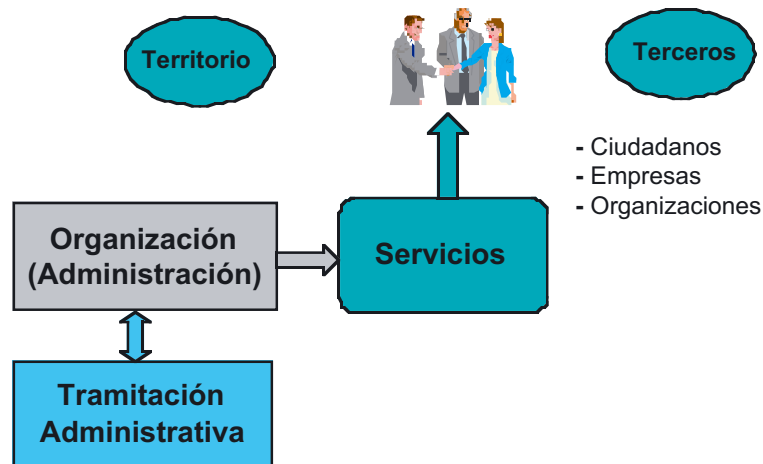 Territorio
Terceros
- Ciudadanos
- Empresas
- Organizaciones
Organización
(Administración)
Servicios
Tramitación
Administrativa